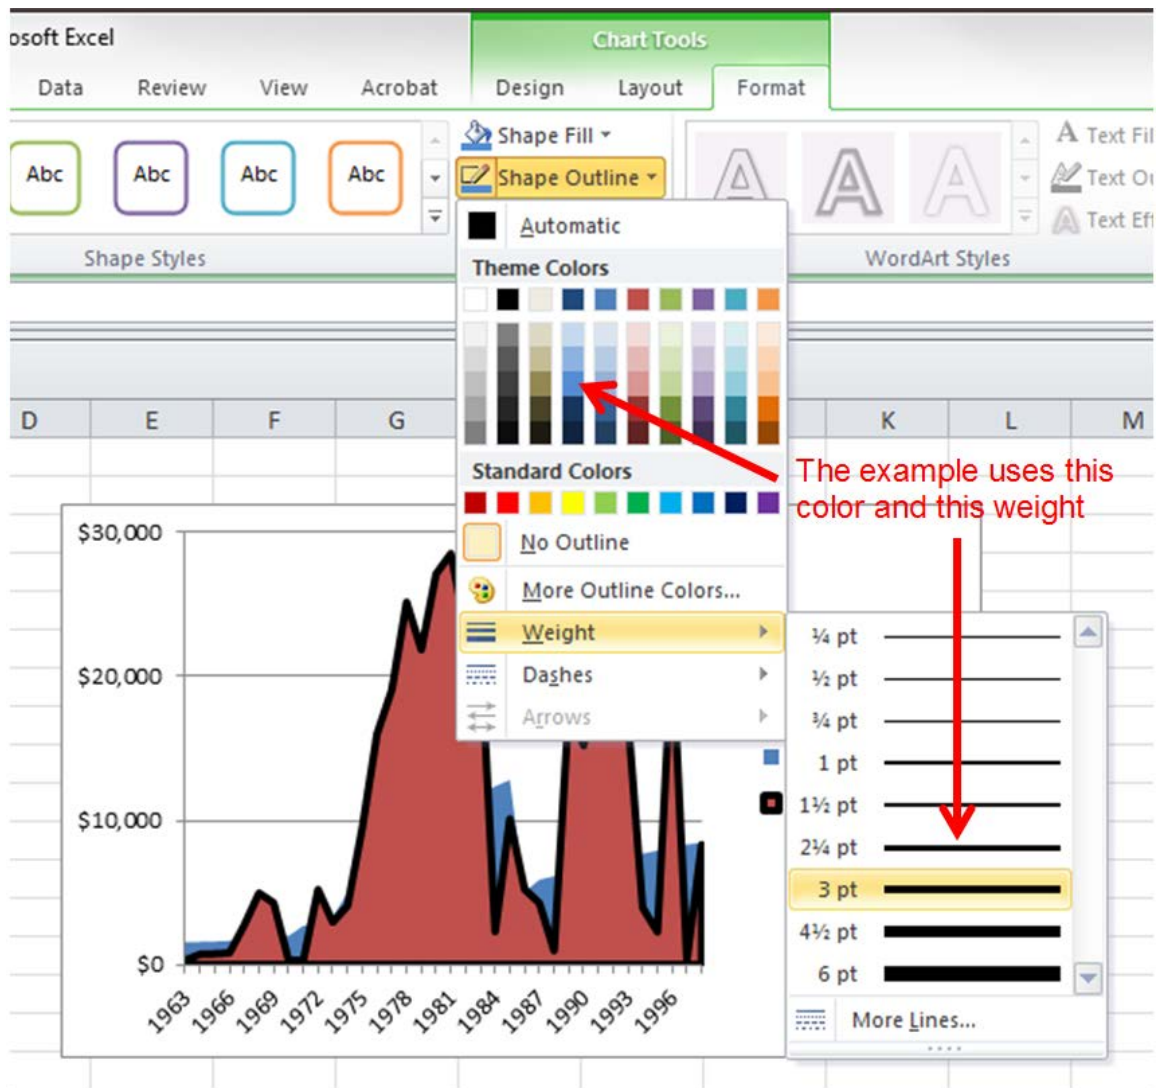 osoft Excel
Chart Tools
Data Review View Acrobat Design Layout Format
Abc Abc Abc Abc
Shape Fill
Shape Outline
A A A
A Text Fil
Text Ou
A Text Eff
Shape Styles
WordArt Styles
Automatic
Theme Colors
Standard Colors
No Outline
More Outline Colors...
Weight
Dashes
Arrows
D E F G K L M
The example uses this
color and this weight
$30,000
$20,000
$10,000
$0
1963 1966 1969 1972 1975 1978 1981 1984 1987 1990 1993 1996
¼ pt
½ pt
¾ pt
1 pt
1½ pt
2¼ pt
3 pt
4½ pt
6 pt
More Lines...